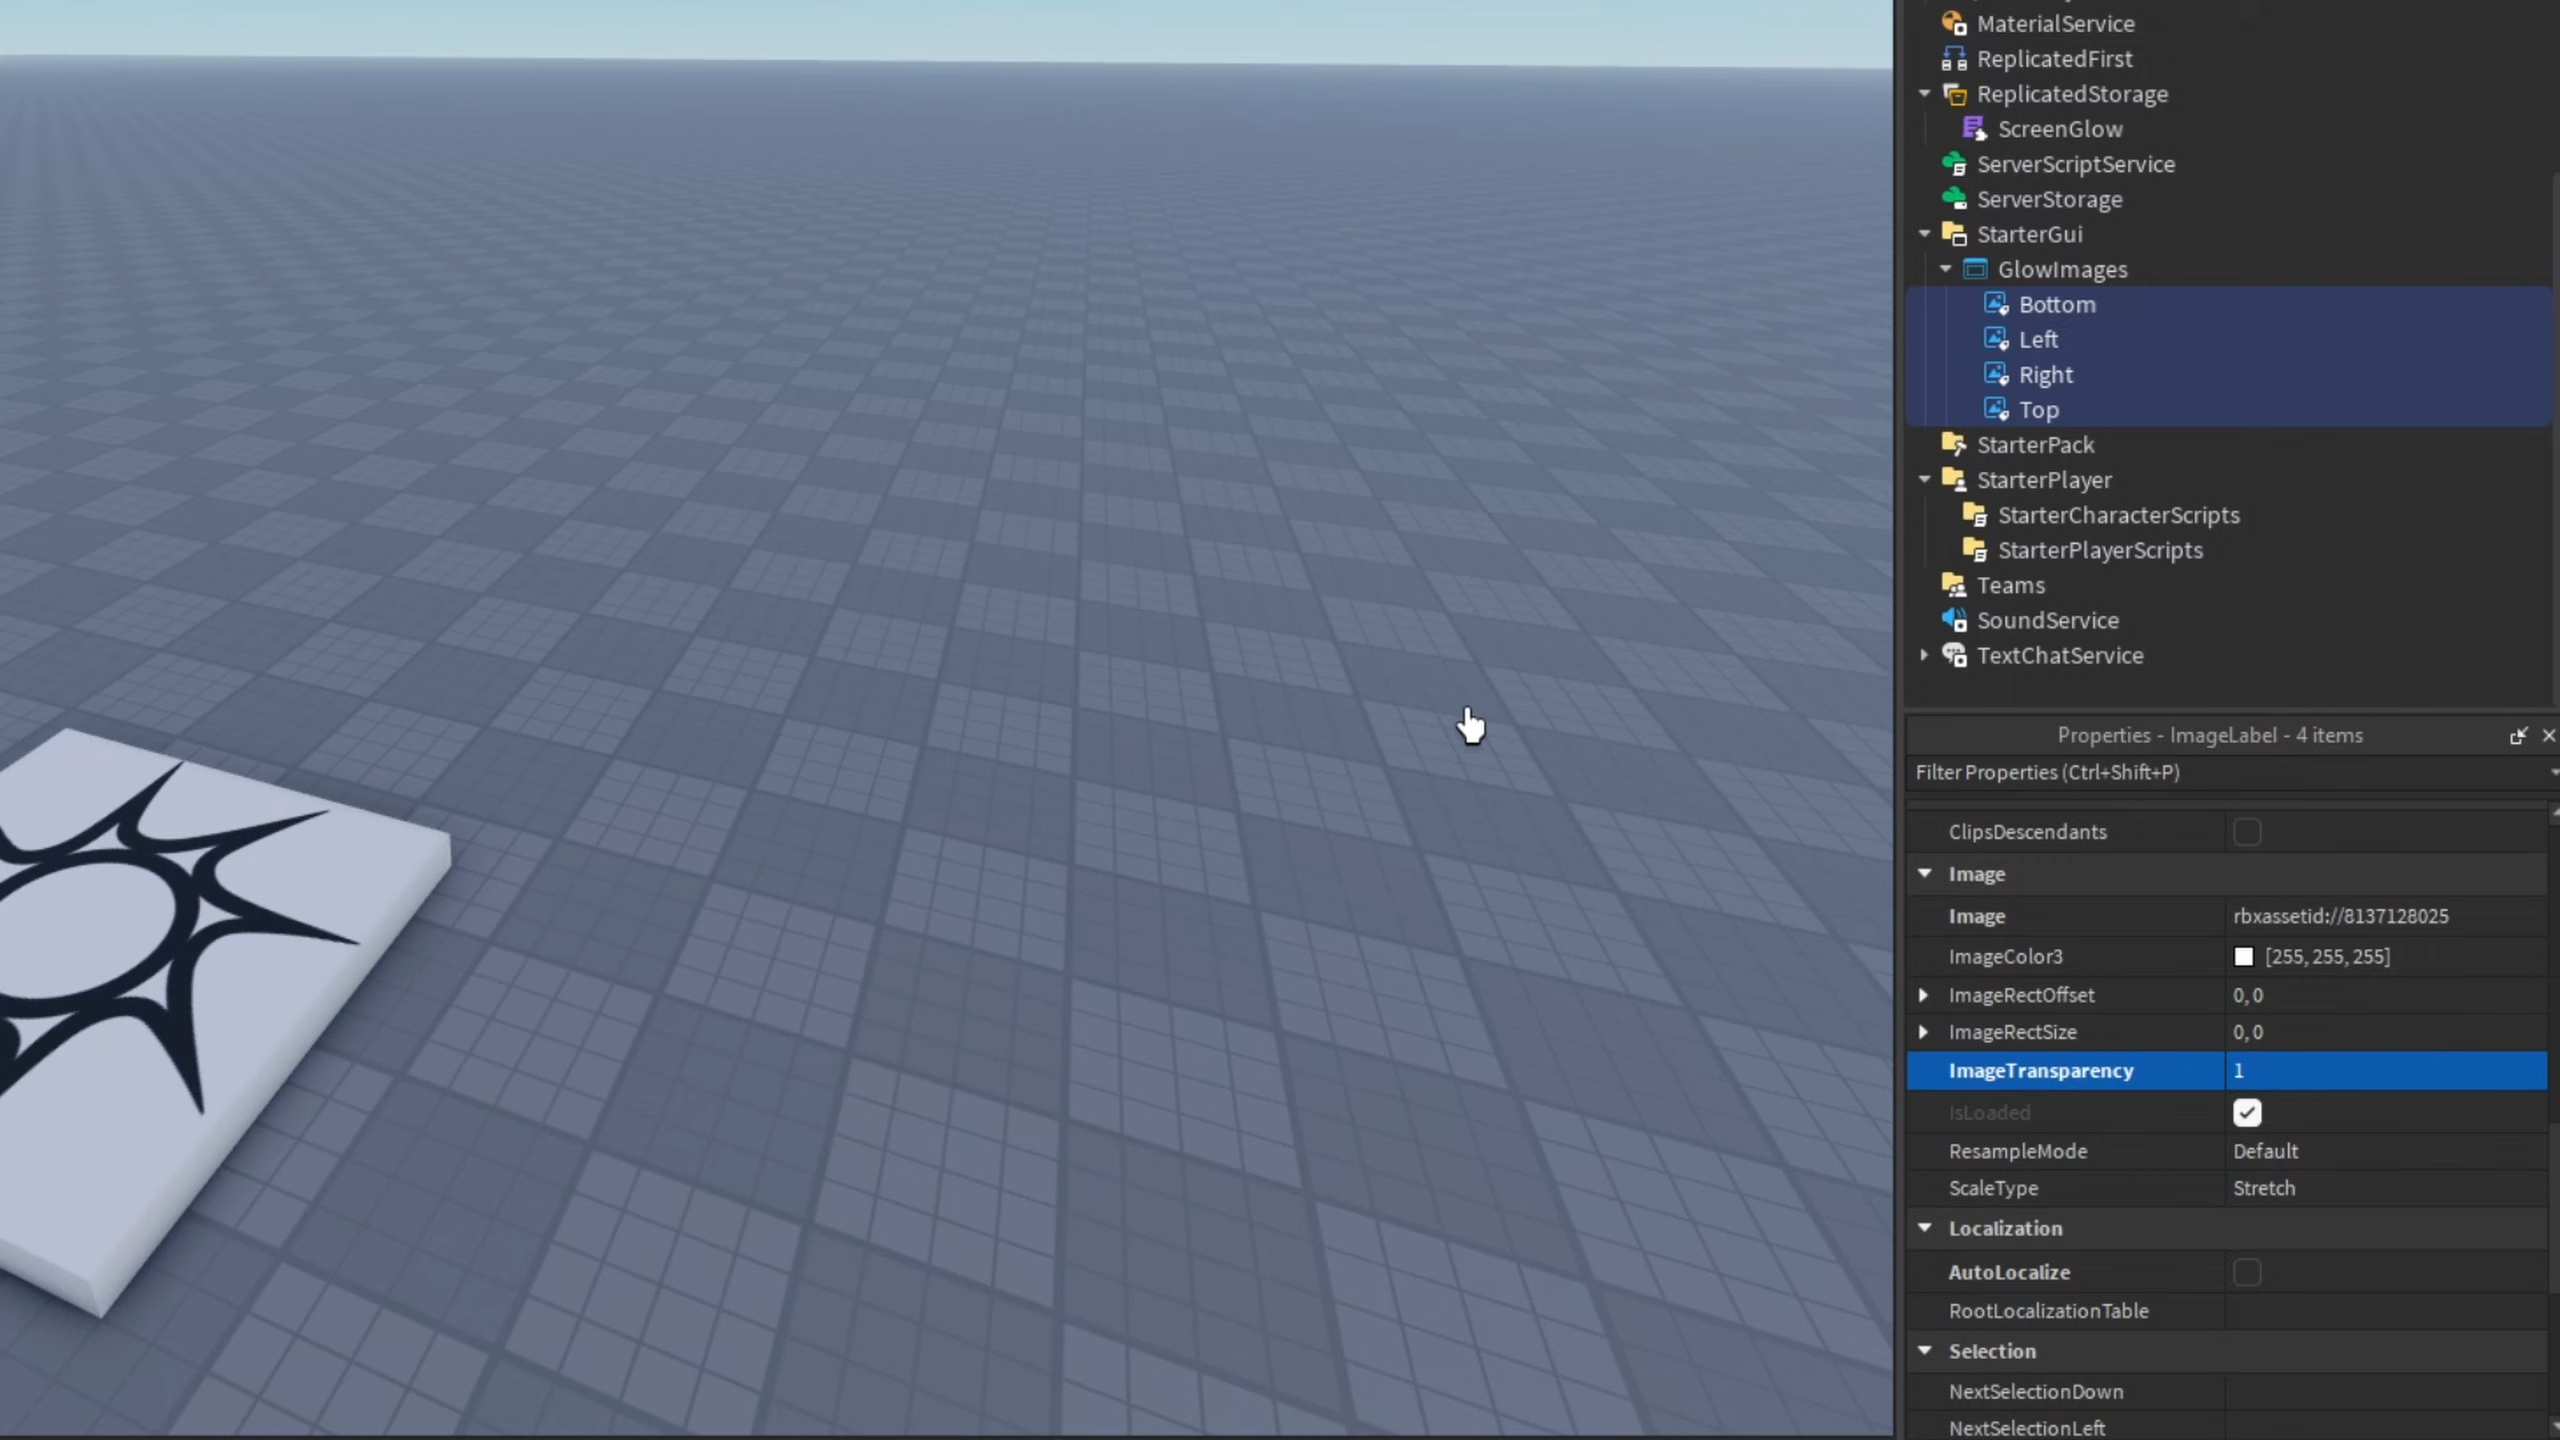 MaterialService
ReplicatedFirst
ReplicatedStorage
ScreenGlow
ServerScriptService
ServerStorage
StarterGui
GlowImages
Bottom
Left
Right
Top
StarterPack
StarterPlayer
StarterCharacterScripts
StarterPlayerScripts
Teams
SoundService
TextChatService
Properties - ImageLabel - 4 items
Filter Properties (Ctrl+Shift+P)
ClipsDescendants
Image
Image rbxassetid://8137128025
ImageColor3 [255, 255, 255]
ImageRectOffset 0, 0
ImageRectSize 0, 0
ImageTransparency 1
IsLoaded
ResampleMode Default
ScaleType Stretch
Localization
AutoLocalize
RootLocalizationTable
Selection
NextSelectionDown
NextSelectionLeft